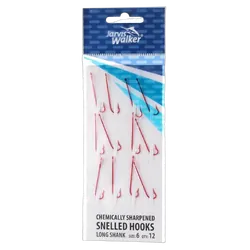 Jarvis
Walker
CHEMICALLY SHARPENED
SNELLED HOOKS
LONG SHANK SIZE 6 QTY 12